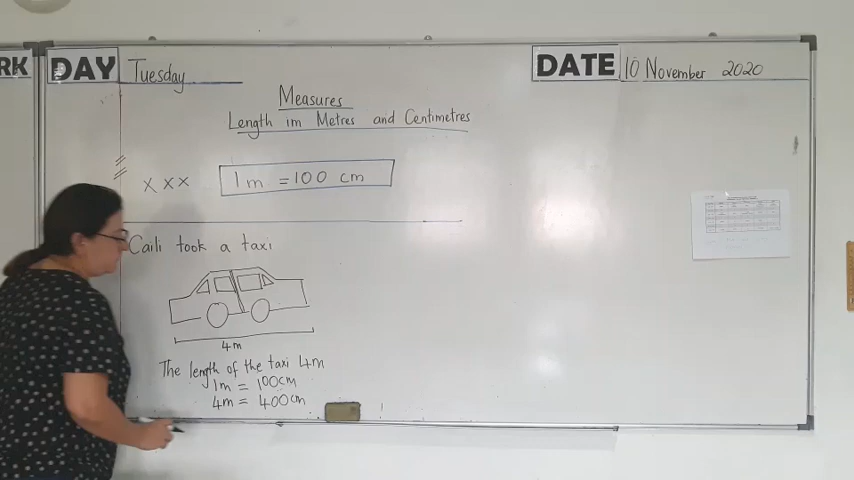 RK
DAY Tuesday
DATE 10 November 2020
Measures
Length in Metres and Centimetres
x x x
1 m = 100 cm
Caili took a taxi
4m
The length of the taxi 4m
1m = 100cm
4m = 400cm